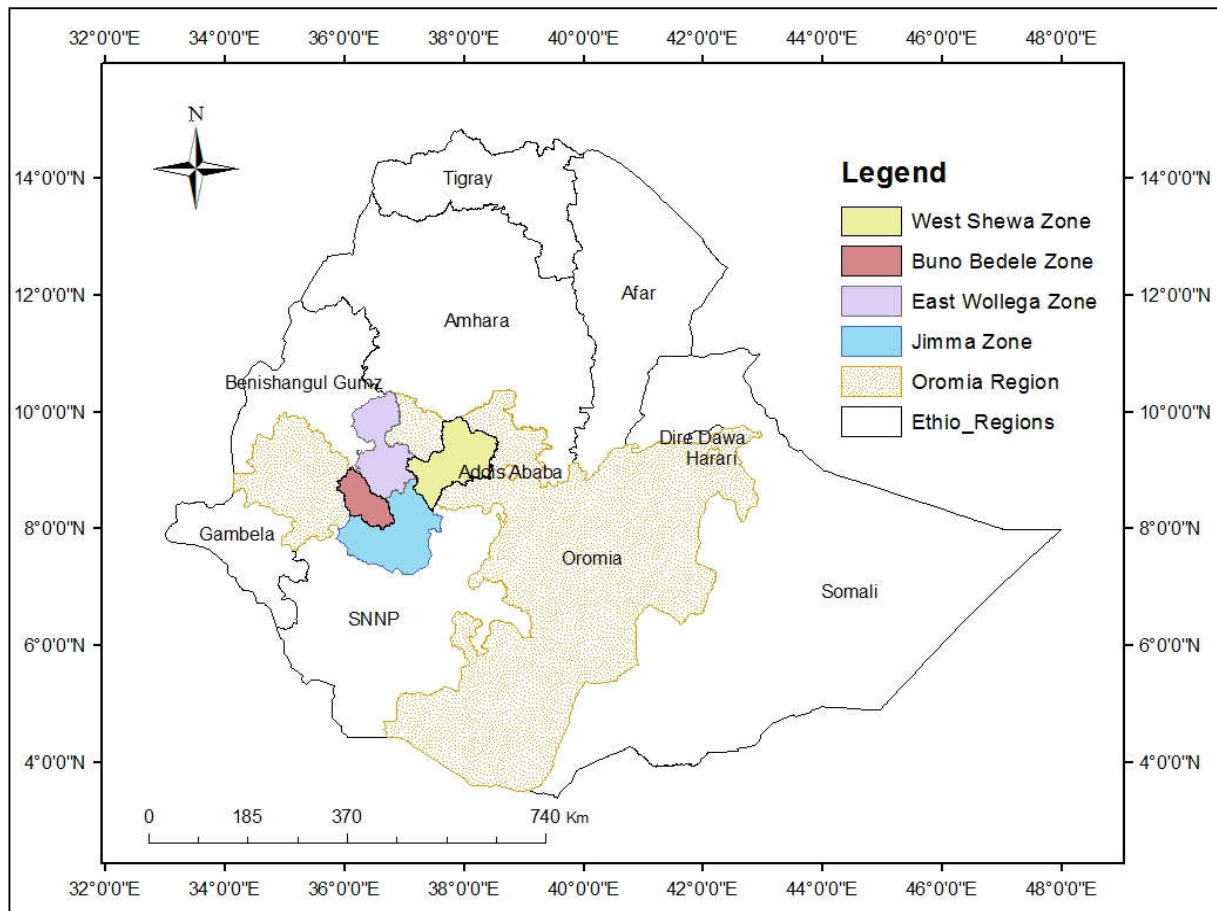 32°0'0"E 34°0'0"E 36°0'0"E 38°0'0"E 40°0'0"E 42°0'0"E 44°0'0"E 46°0'0"E 48°0'0"E
N
14°0'0"N
12°0'0"N
10°0'0"N
8°0'0"N
6°0'0"N
4°0'0"N
Tigray
Afar
Amhara
Benishangul Gumz
Dire Dawa
Harari
Addis Ababa
Gambela
Oromia
Somali
SNNP
Legend
West Shewa Zone
Buno Bedele Zone
East Wollega Zone
Jimma Zone
Oromia Region
Ethio_Regions
14°0'0"N
12°0'0"N
10°0'0"N
8°0'0"N
6°0'0"N
4°0'0"N
0 185 370 740 Km
32°0'0"E 34°0'0"E 36°0'0"E 38°0'0"E 40°0'0"E 42°0'0"E 44°0'0"E 46°0'0"E 48°0'0"E